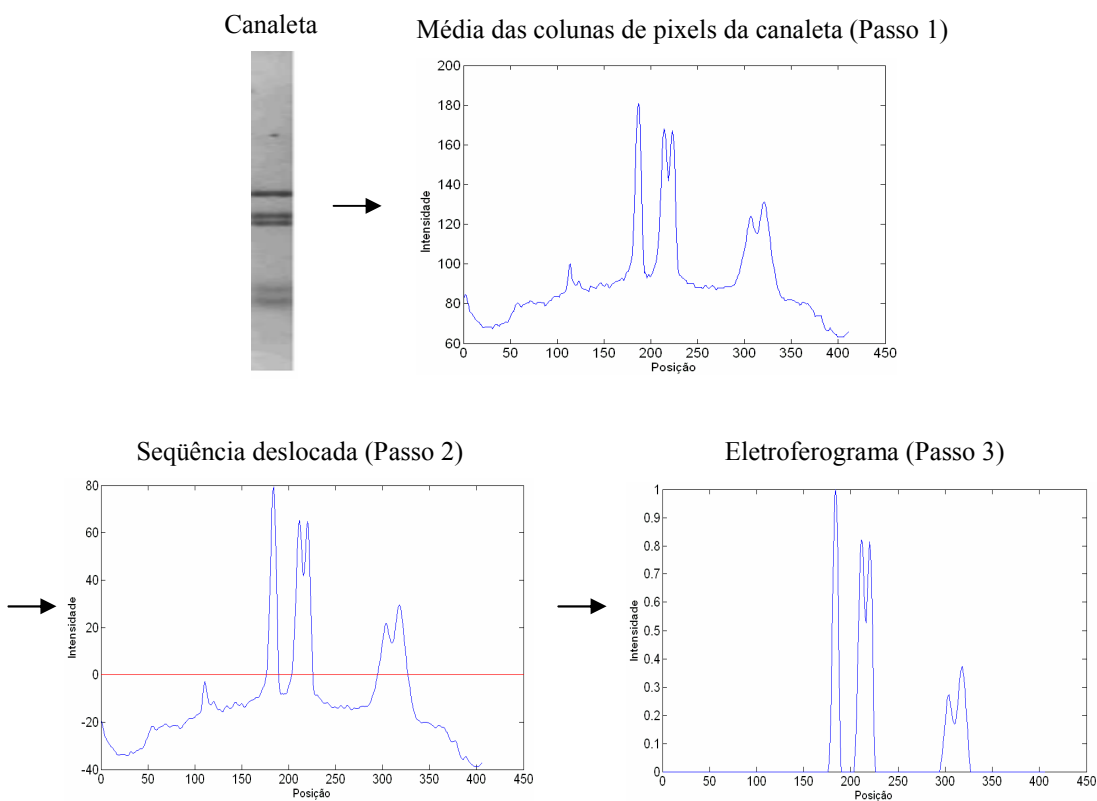 Canaleta
Média das colunas de pixels da canaleta (Passo 1)
200
180
160
140
120
100
80
60
Intensidade
0 50 100 150 200 250 300 350 400 450
Posição
Seqüência deslocada (Passo 2)
80
60
40
20
0
-20
-40
Intensidade
0 50 100 150 200 250 300 350 400 450
Posição
Eletroferograma (Passo 3)
1
0.9
0.8
0.7
0.6
0.5
0.4
0.3
0.2
0.1
0
Intensidade
0 50 100 150 200 250 300 350 400 450
Posição